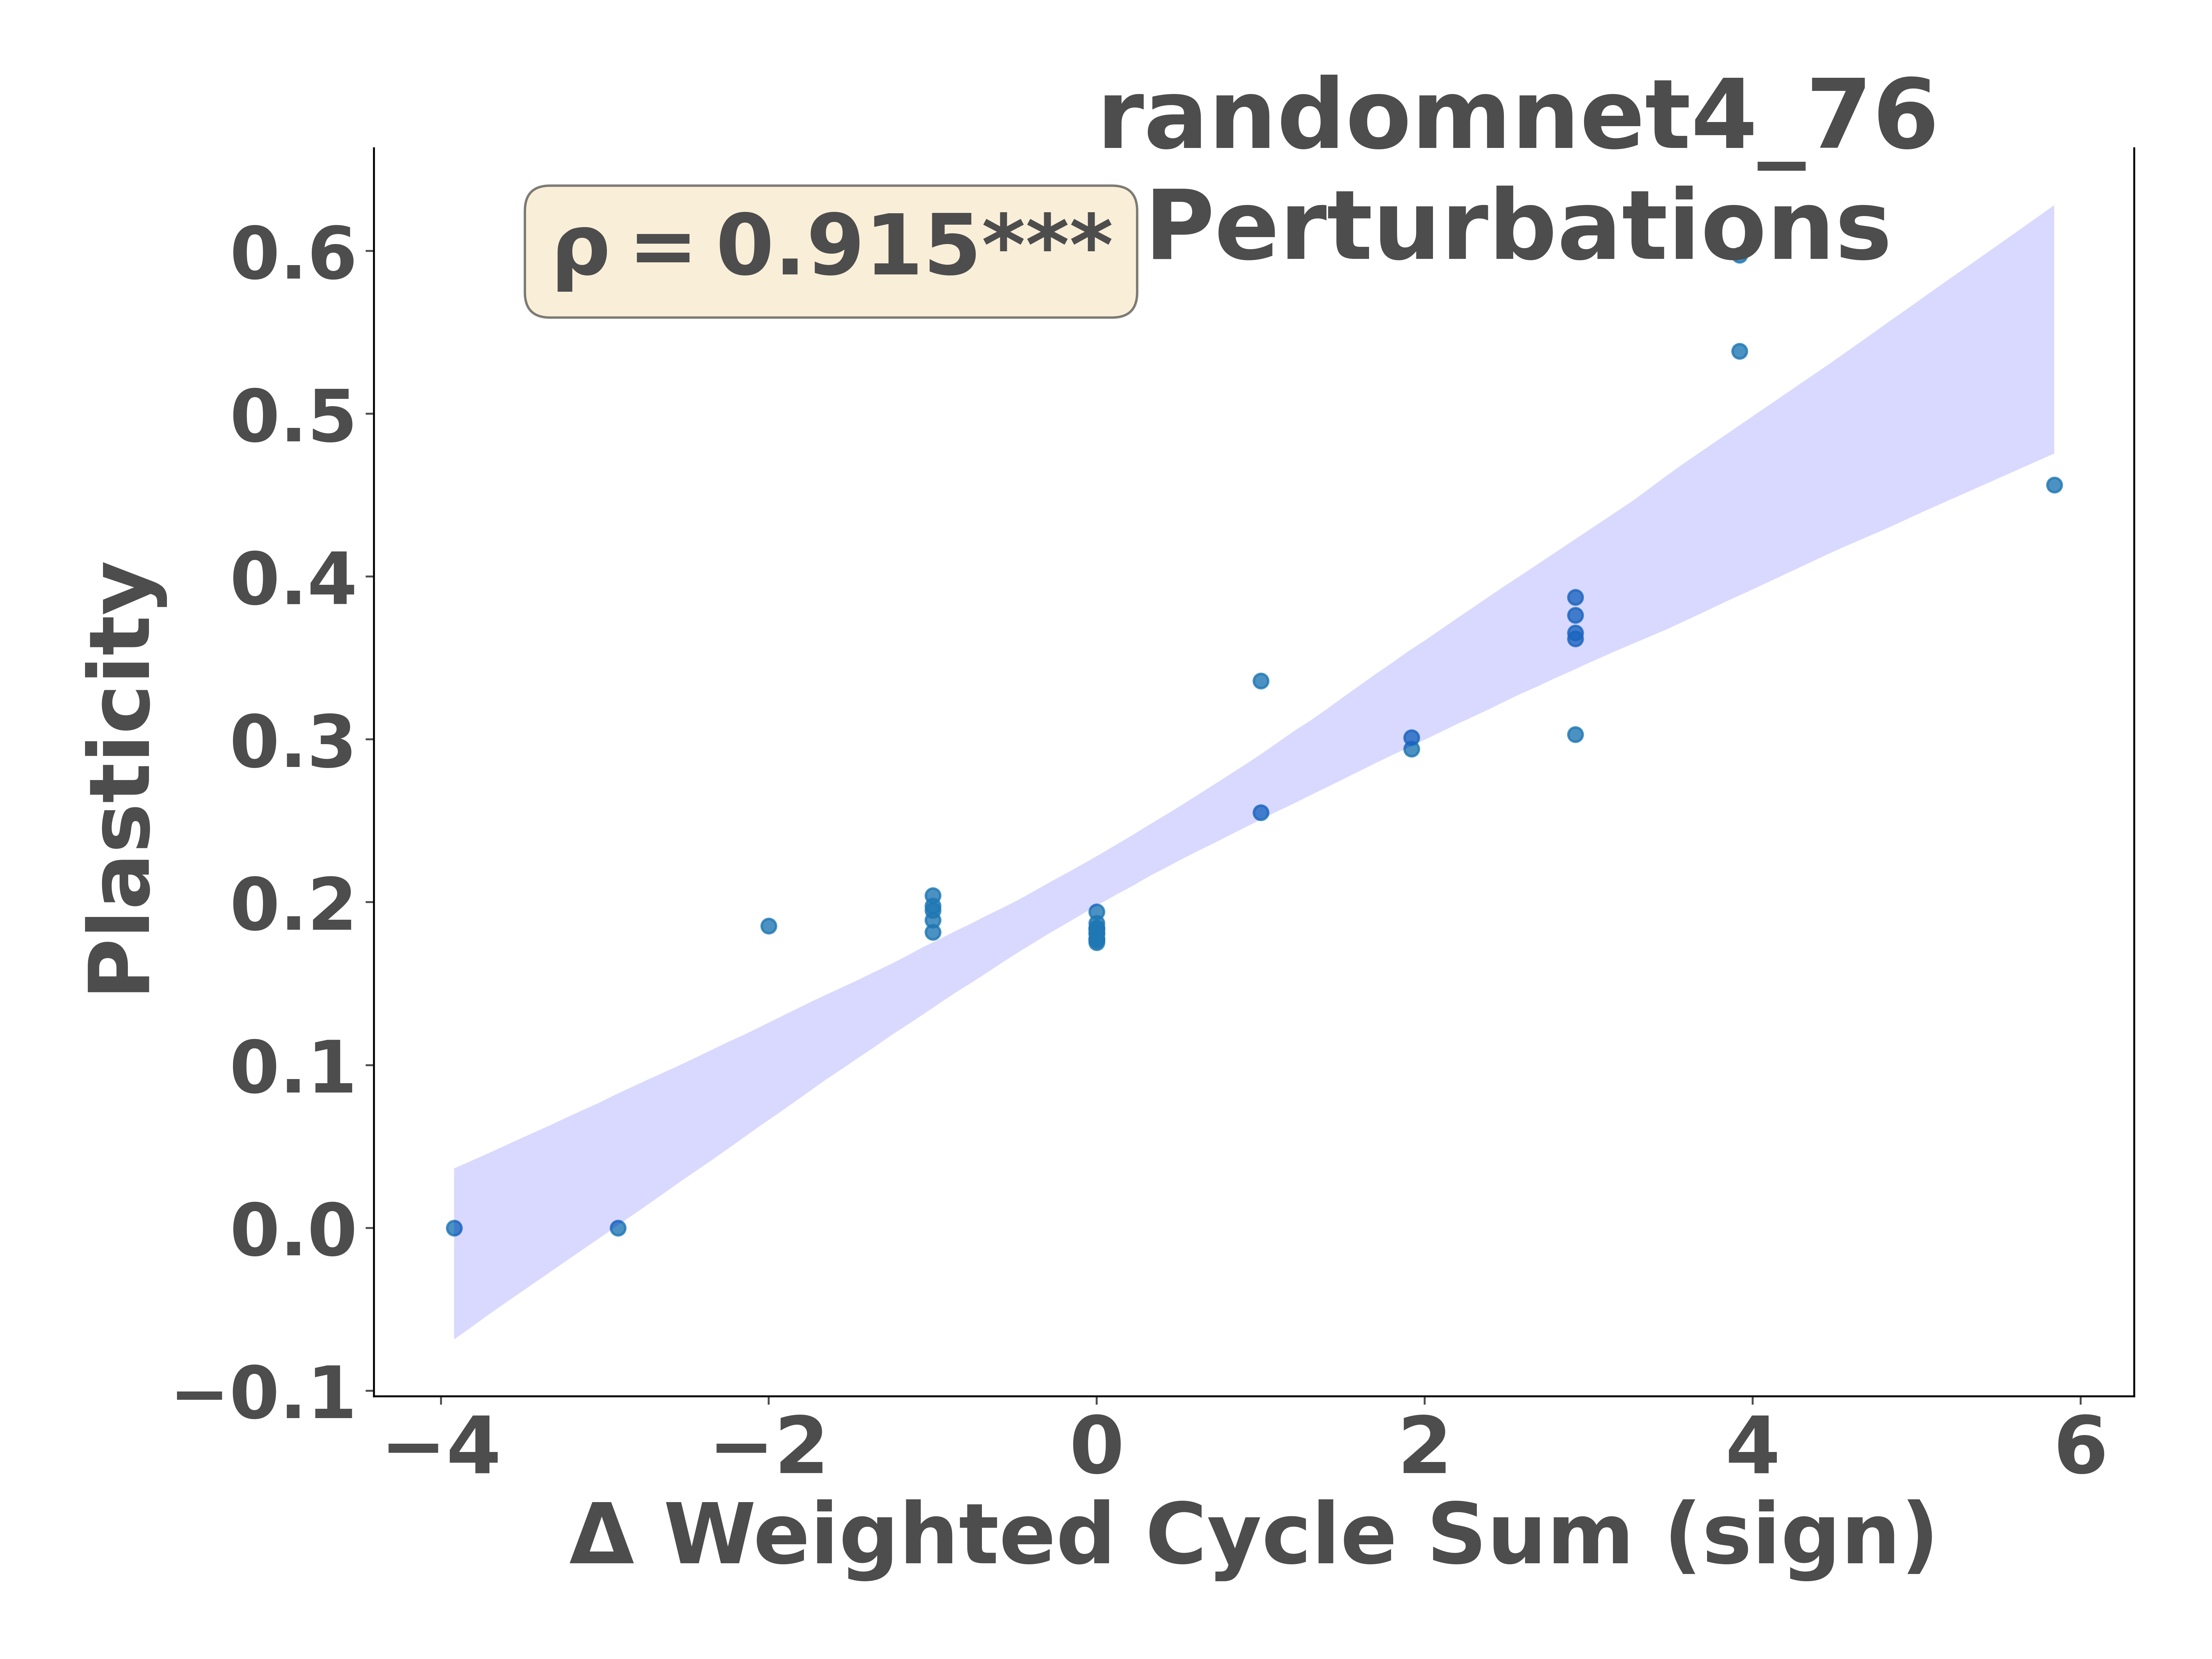 randomnet4_76
Perturbations
ρ = 0.915***
Plasticity
0.6
0.5
0.4
0.3
0.2
0.1
0.0
−0.1
−4 −2 0 2 4 6
Δ Weighted Cycle Sum (sign)